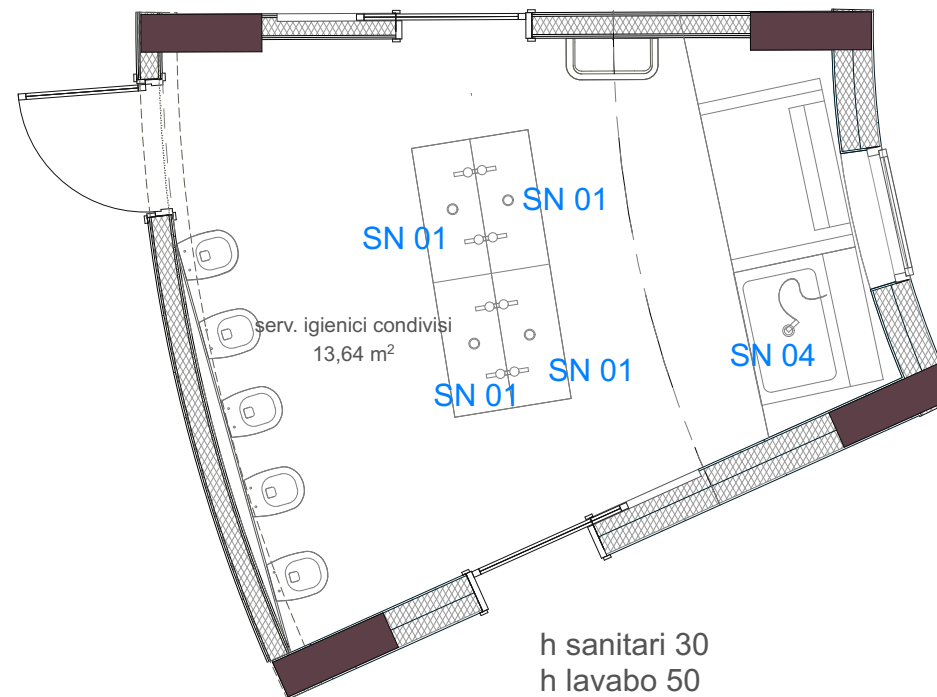 SN 01
SN 01
serv. igienici condivisi
13,64 m²
SN 04
SN 01
SN 01
h sanitari 30
h lavabo 50